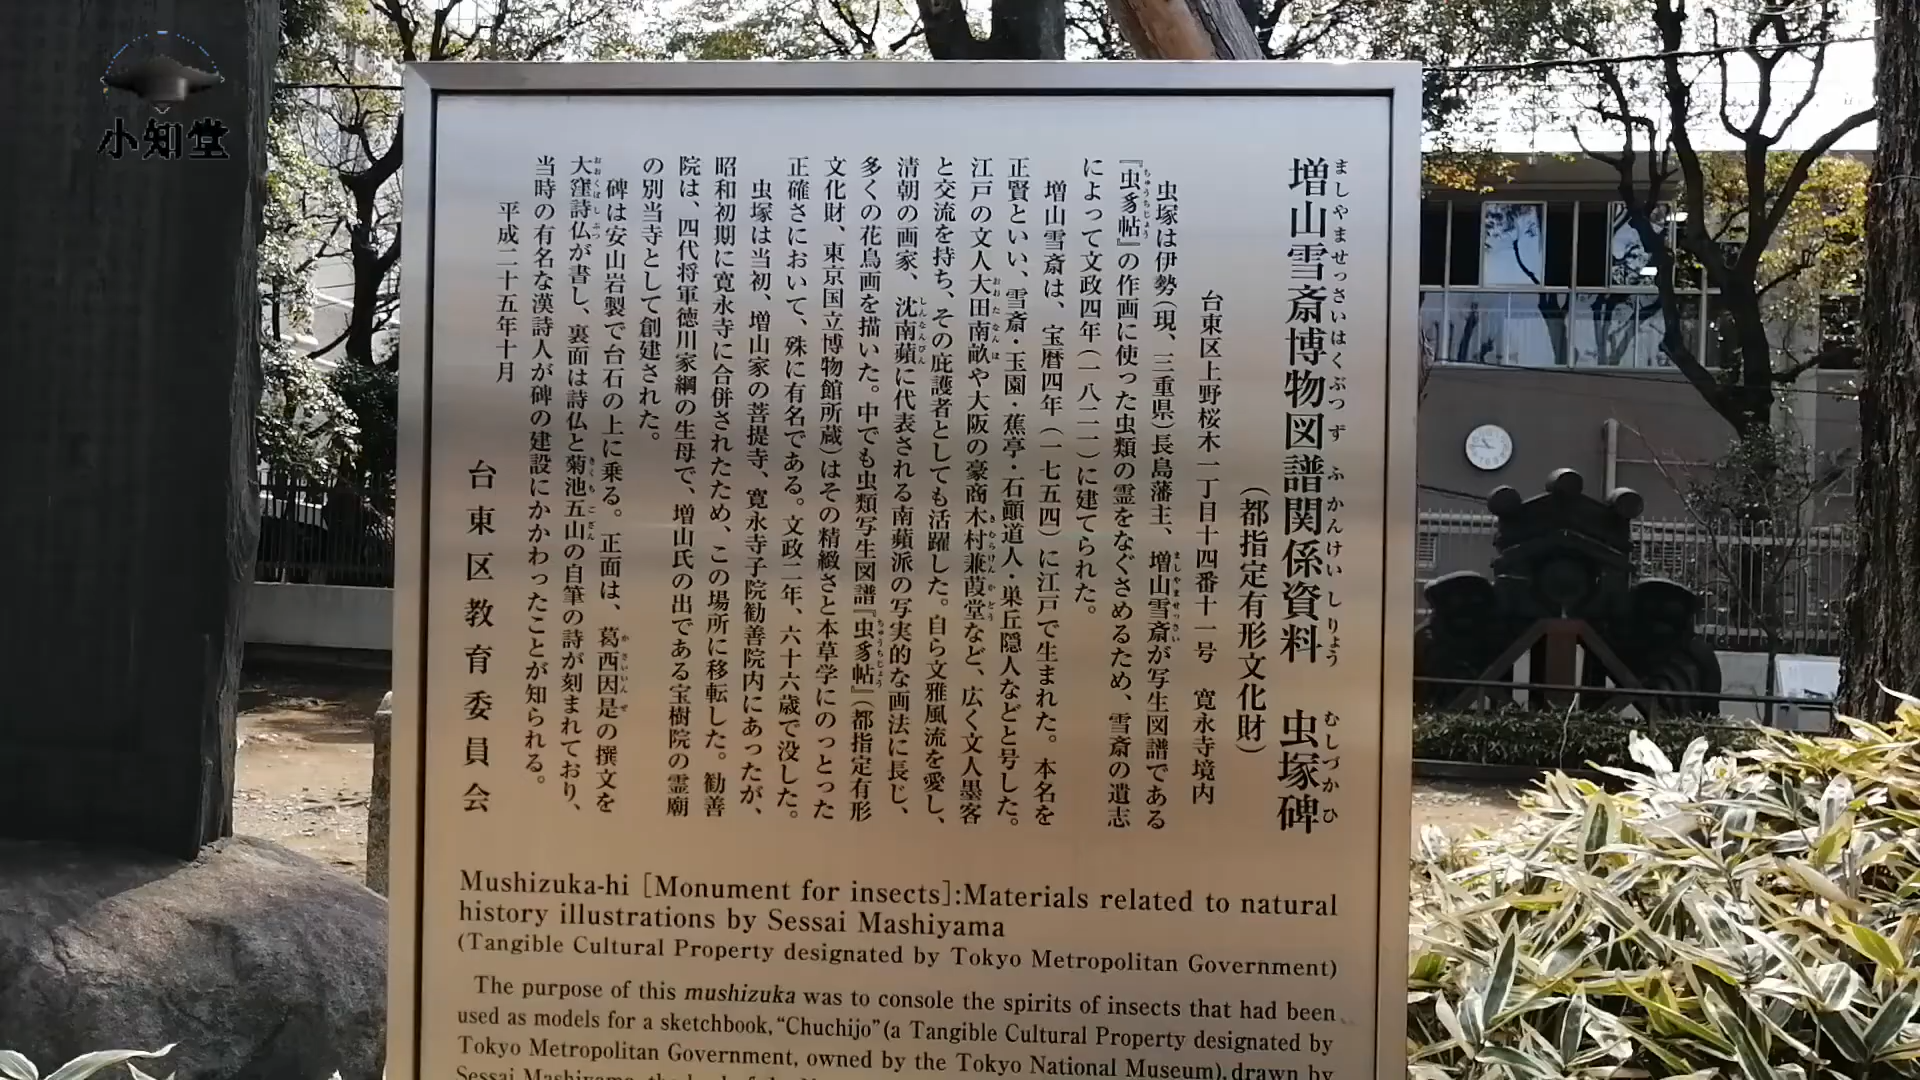 小知堂
増山雪斎博物図譜関係資料　虫塚碑
ましやませっさいはくぶつずふかんけいしりょう　むしづかひ
（都指定有形文化財）
台東区上野桜木一丁目十四番十一号　寛永寺境内
虫塚は伊勢（現、三重県）長島藩主、増山雪斎が写生図譜である
『虫豸帖』の作画に使った虫類の霊をなぐさめるため、雪斎の遺志
によって文政四年（一八二一）に建てられた。
増山雪斎は、宝暦四年（一七五四）に江戸で生まれた。本名を
正賢といい、雪斎・玉園・蕉亭・石顚道人・巣丘隠人などと号した。
江戸の文人大田南畝や大阪の豪商木村蒹葭堂など、広く文人墨客
と交流を持ち、その庇護者としても活躍した。自ら文雅風流を愛し、
清朝の画家、沈南蘋に代表される南蘋派の写実的な画法に長じ、
多くの花鳥画を描いた。中でも虫類写生図譜『虫豸帖』（都指定有形
文化財、東京国立博物館所蔵）はその精緻さと本草学にのっとった
正確さにおいて、殊に有名である。文政二年、六十六歳で没した。
虫塚は当初、増山家の菩提寺、寛永寺子院勧善院内にあったが、
昭和初期に寛永寺に合併されたため、この場所に移転した。勧善
院は、四代将軍徳川家綱の生母で、増山氏の出である宝樹院の霊廟
の別当寺として創建された。
碑は安山岩製で台石の上に乗る。正面は、葛西因是の撰文を
大窪詩仏が書し、裏面は詩仏と菊池五山の自筆の詩が刻まれており、
当時の有名な漢詩人が碑の建設にかかわったことが知られる。
平成二十五年十月
台東区教育委員会
Mushizuka-hi [Monument for insects]:Materials related to natural
history illustrations by Sessai Mashiyama
(Tangible Cultural Property designated by Tokyo Metropolitan Government)
The purpose of this mushizuka was to console the spirits of insects that had been
used as models for a sketchbook, “Chuchijo”(a Tangible Cultural Property designated by
Tokyo Metropolitan Government, owned by the Tokyo National Museum), drawn by
Sessai Mashiyama, the